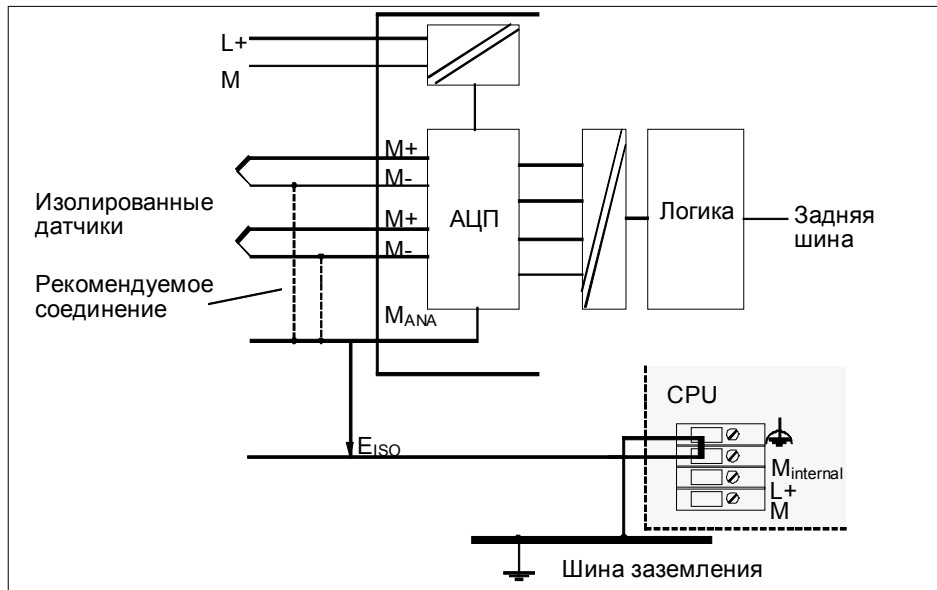 L+
M
M+
M-
M+
M-
Изолированные
датчики
АЦП
Логика
Задняя
шина
Рекомендуемое
соединение
MANA
CPU
EISO
Minternal
L+
M
Шина заземления